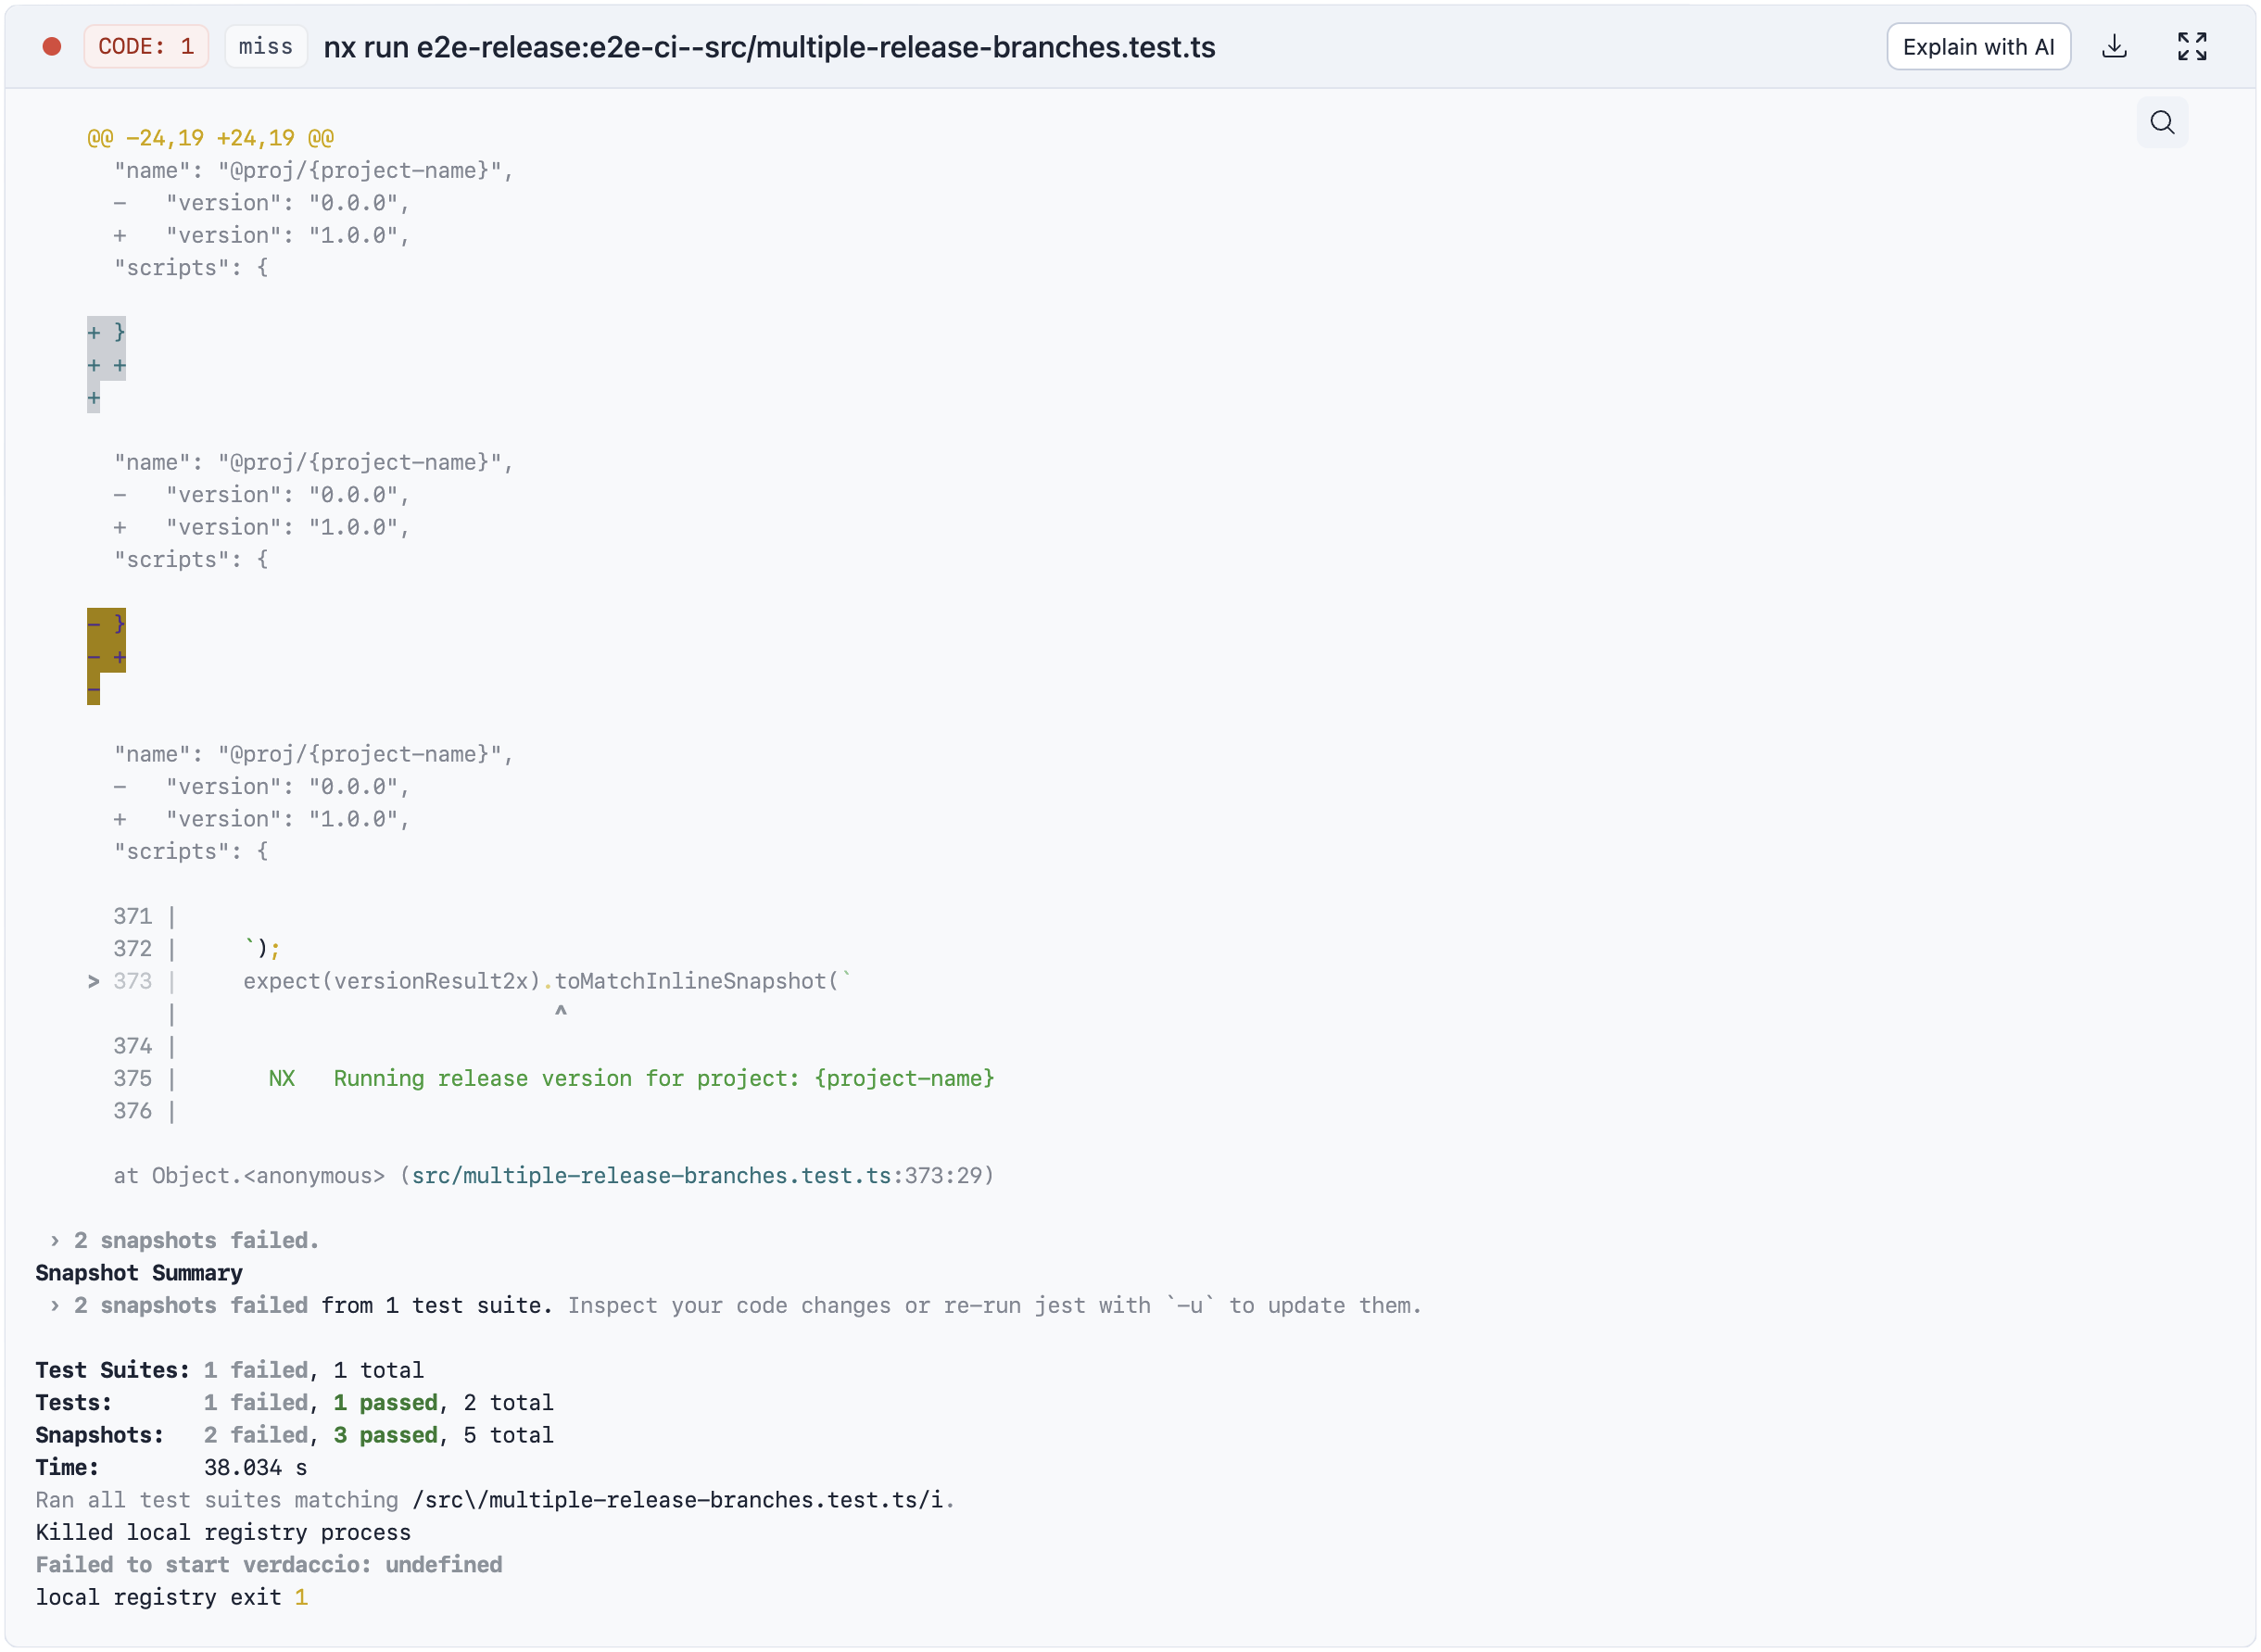 CODE: 1 miss nx run e2e-release:e2e-ci--src/multiple-release-branches.test.ts Explain with AI
@@ -24,19 +24,19 @@
"name": "@proj/{project-name}",
-   "version": "0.0.0",
+   "version": "1.0.0",
"scripts": {
+ }
+ +
+
"name": "@proj/{project-name}",
-   "version": "0.0.0",
+   "version": "1.0.0",
"scripts": {
- }
- +
-
"name": "@proj/{project-name}",
-   "version": "0.0.0",
+   "version": "1.0.0",
"scripts": {
371 |
372 |     `);
> 373 |     expect(versionResult2x).toMatchInlineSnapshot(`
|                             ^
374 |
375 |       NX   Running release version for project: {project-name}
376 |
at Object.<anonymous> (src/multiple-release-branches.test.ts:373:29)
› 2 snapshots failed.
Snapshot Summary
› 2 snapshots failed from 1 test suite. Inspect your code changes or re-run jest with `-u` to update them.
Test Suites: 1 failed, 1 total
Tests:       1 failed, 1 passed, 2 total
Snapshots:   2 failed, 3 passed, 5 total
Time:        38.034 s
Ran all test suites matching /src\/multiple-release-branches.test.ts/i.
Killed local registry process
Failed to start verdaccio: undefined
local registry exit 1